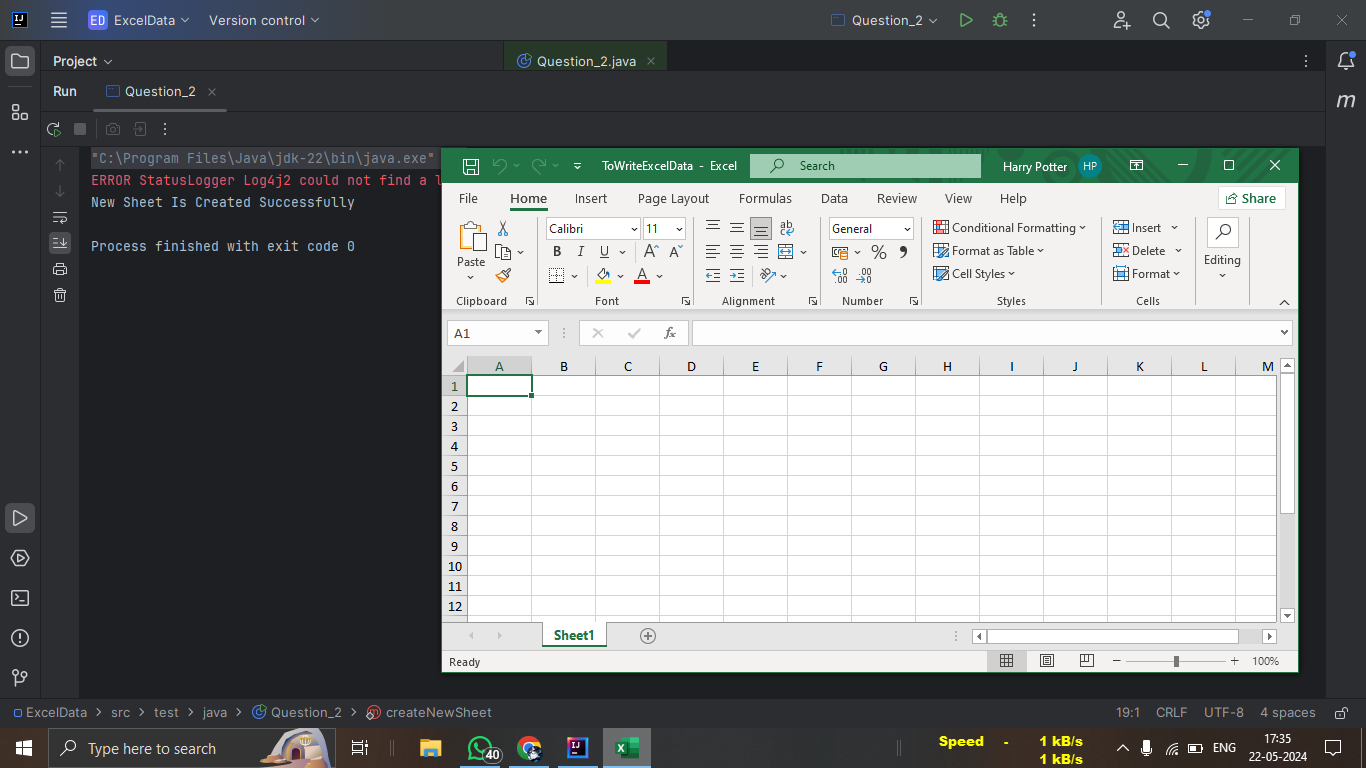 ED ExcelData Version control Question_2
Project Question_2.java
Run Question_2
m
"C:\Program Files\Java\jdk-22\bin\java.exe"
ERROR StatusLogger Log4j2 could not find a l
New Sheet Is Created Successfully
Process finished with exit code 0
ToWriteExcelData - Excel Search Harry Potter HP
File Home Insert Page Layout Formulas Data Review View Help Share
Paste
Calibri 11
B I U A A
A
ab
General
% ,
Conditional Formatting
Format as Table
Cell Styles
Insert
Delete
Format
Editing
Clipboard Font Alignment Number Styles Cells
A1 fx
A B C D E F G H I J K L M
1
2
3
4
5
6
7
8
9
10
11
12
Sheet1
Ready 100%
ExcelData > src > test > java > Question_2 > createNewSheet 19:1 CRLF UTF-8 4 spaces
Type here to search
40
Speed - 1 kB/s
1 kB/s
ENG
17:35
22-05-2024